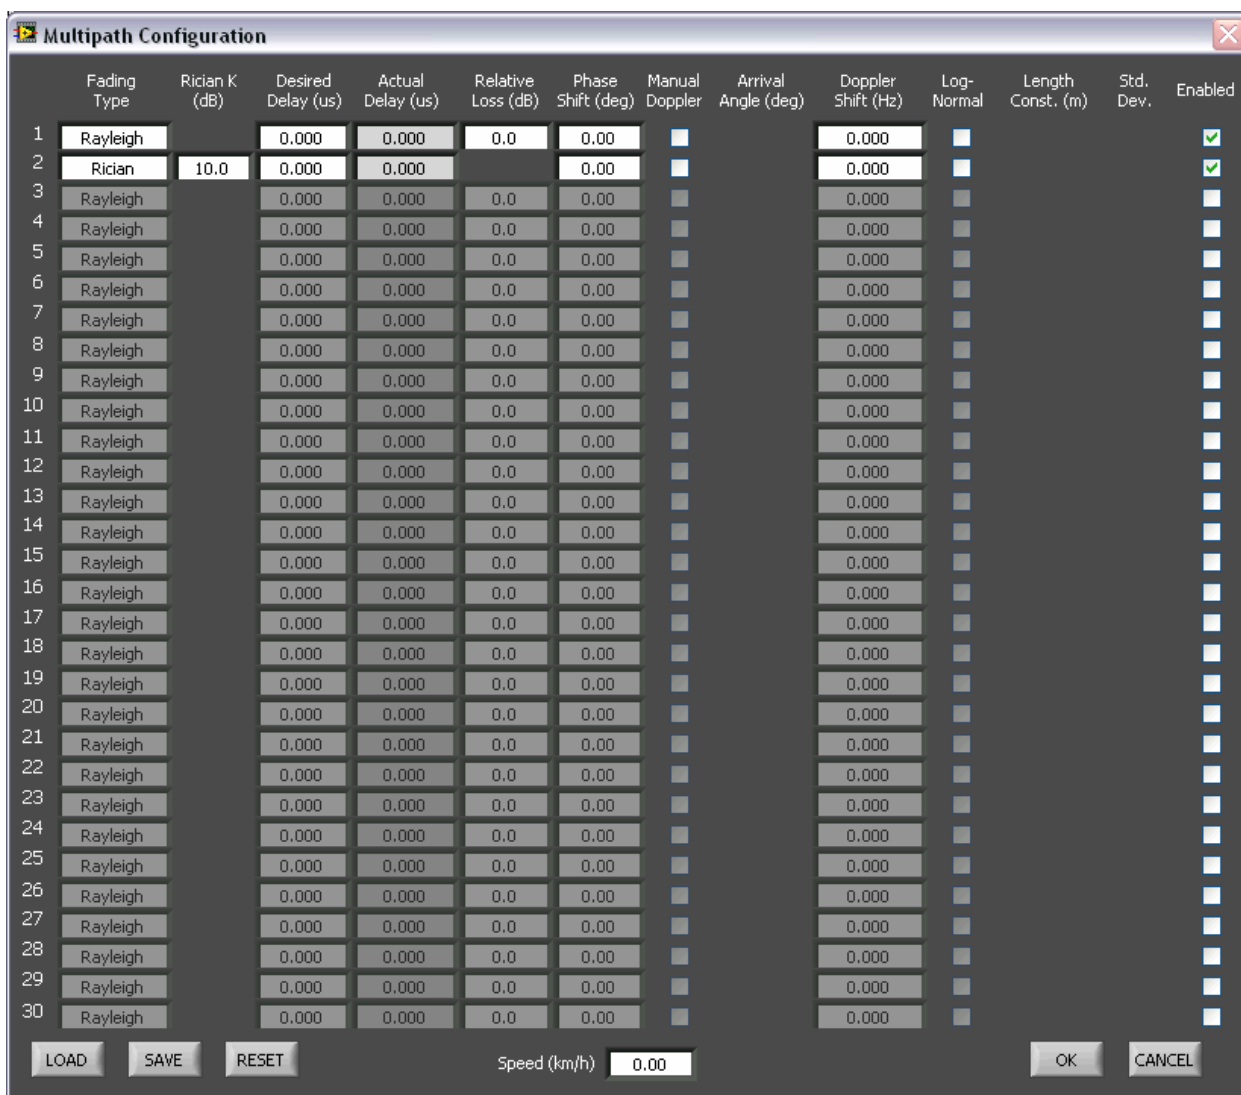 Multipath Configuration
Fading Type Rician K (dB) Desired Delay (us) Actual Delay (us) Relative Loss (dB) Phase Shift (deg) Manual Doppler Arrival Angle (deg) Doppler Shift (Hz) Log-Normal Length Const. (m) Std. Dev. Enabled
1 Rayleigh 0.000 0.000 0.0 0.00 0.000
2 Rician 10.0 0.000 0.000 0.00 0.000
3 Rayleigh 0.000 0.000 0.0 0.00 0.000
4 Rayleigh 0.000 0.000 0.0 0.00 0.000
5 Rayleigh 0.000 0.000 0.0 0.00 0.000
6 Rayleigh 0.000 0.000 0.0 0.00 0.000
7 Rayleigh 0.000 0.000 0.0 0.00 0.000
8 Rayleigh 0.000 0.000 0.0 0.00 0.000
9 Rayleigh 0.000 0.000 0.0 0.00 0.000
10 Rayleigh 0.000 0.000 0.0 0.00 0.000
11 Rayleigh 0.000 0.000 0.0 0.00 0.000
12 Rayleigh 0.000 0.000 0.0 0.00 0.000
13 Rayleigh 0.000 0.000 0.0 0.00 0.000
14 Rayleigh 0.000 0.000 0.0 0.00 0.000
15 Rayleigh 0.000 0.000 0.0 0.00 0.000
16 Rayleigh 0.000 0.000 0.0 0.00 0.000
17 Rayleigh 0.000 0.000 0.0 0.00 0.000
18 Rayleigh 0.000 0.000 0.0 0.00 0.000
19 Rayleigh 0.000 0.000 0.0 0.00 0.000
20 Rayleigh 0.000 0.000 0.0 0.00 0.000
21 Rayleigh 0.000 0.000 0.0 0.00 0.000
22 Rayleigh 0.000 0.000 0.0 0.00 0.000
23 Rayleigh 0.000 0.000 0.0 0.00 0.000
24 Rayleigh 0.000 0.000 0.0 0.00 0.000
25 Rayleigh 0.000 0.000 0.0 0.00 0.000
26 Rayleigh 0.000 0.000 0.0 0.00 0.000
27 Rayleigh 0.000 0.000 0.0 0.00 0.000
28 Rayleigh 0.000 0.000 0.0 0.00 0.000
29 Rayleigh 0.000 0.000 0.0 0.00 0.000
30 Rayleigh 0.000 0.000 0.0 0.00 0.000
LOAD SAVE RESET Speed (km/h) 0.00 OK CANCEL